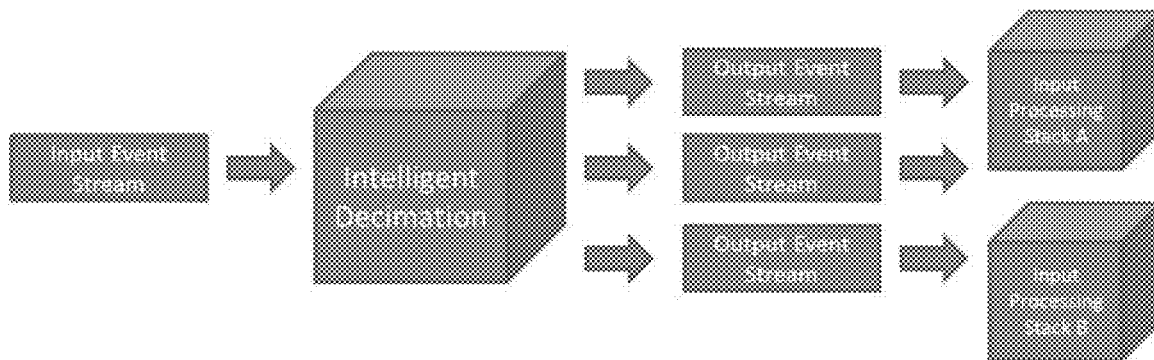 Input Event
Stream
Intelligent
Decimation
Output Event
Stream
Output Event
Stream
Output Event
Stream
Input
Processing
Stack A
Input
Processing
Stack B